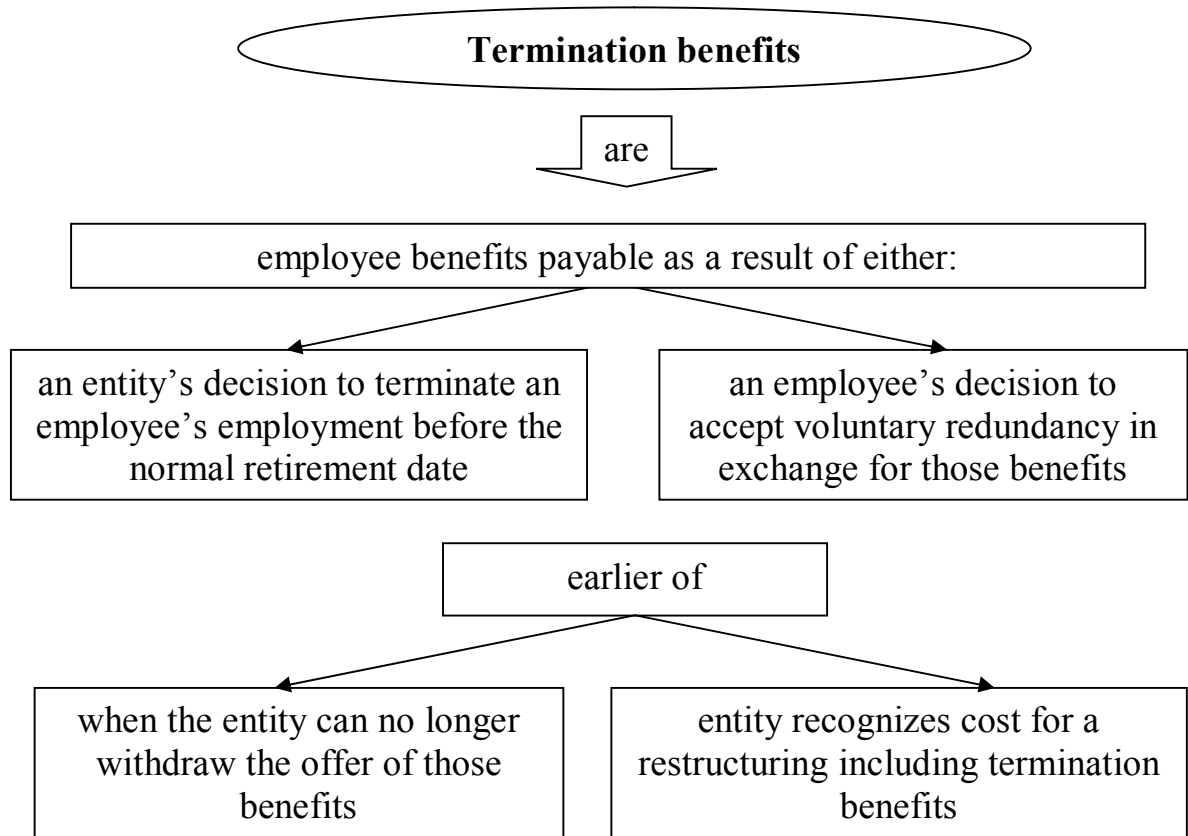 Termination benefits
are
employee benefits payable as a result of either:
an entity’s decision to terminate an
employee’s employment before the
normal retirement date
an employee’s decision to
accept voluntary redundancy in
exchange for those benefits
earlier of
when the entity can no longer
withdraw the offer of those
benefits
entity recognizes cost for a
restructuring including termination
benefits